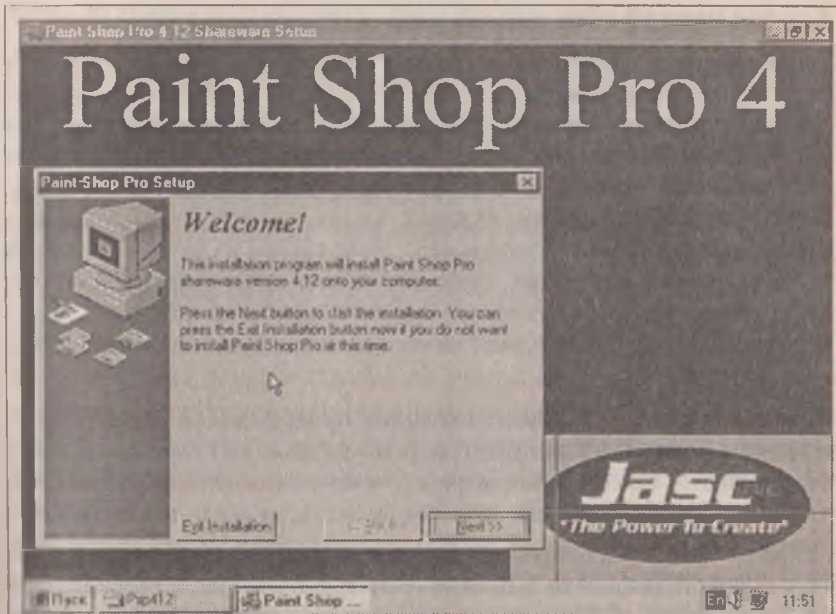 Paint Shop Pro 4.12 Shareware Setup
Paint Shop Pro 4
Paint Shop Pro Setup
Welcome!
This installation program will install Paint Shop Pro
shareware version 4.12 onto your computer.
Press the Next button to start the installation. You can
press the Exit Installation button now if you do not want
to install Paint Shop Pro at this time.
Exit Installation
Next >>
Jasc
"The Power To Create"
Пуск
Psp412
Paint Shop ...
En
11:51